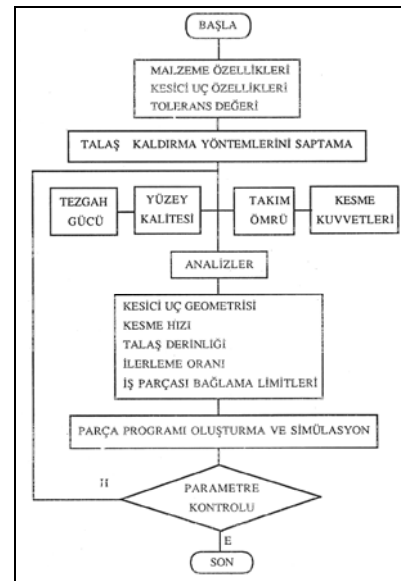 BAŞLA
MALZEME ÖZELLİKLERİ
KESİCİ UÇ ÖZELLİKLERİ
TOLERANS DEĞERİ
TALAŞ KALDIRMA YÖNTEMLERİNİ SAPTAMA
TEZGAH
GÜCÜ
YÜZEY
KALİTESİ
TAKIM
ÖMRÜ
KESME
KUVVETLERİ
ANALİZLER
KESİCİ UÇ GEOMETRİSİ
KESME HIZI
TALAŞ DERİNLİĞİ
İLERLEME ORANI
İŞ PARÇASI BAĞLAMA LİMİTLERİ
PARÇA PROGRAMI OLUŞTURMA VE SİMÜLASYON
H
PARAMETRE
KONTROLU
E
SON